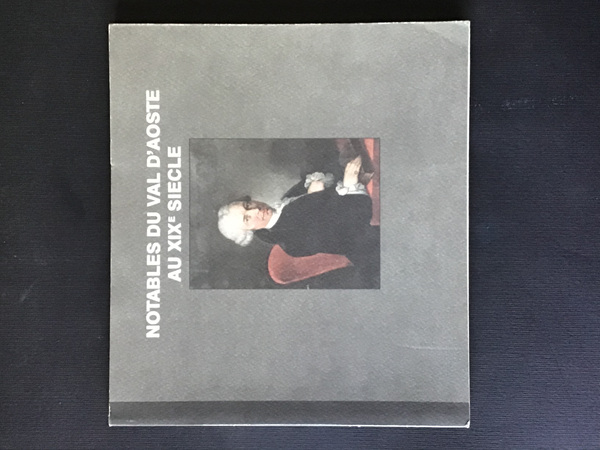 NOTABLES DU VAL D'AOSTE
AU XIXE SIECLE